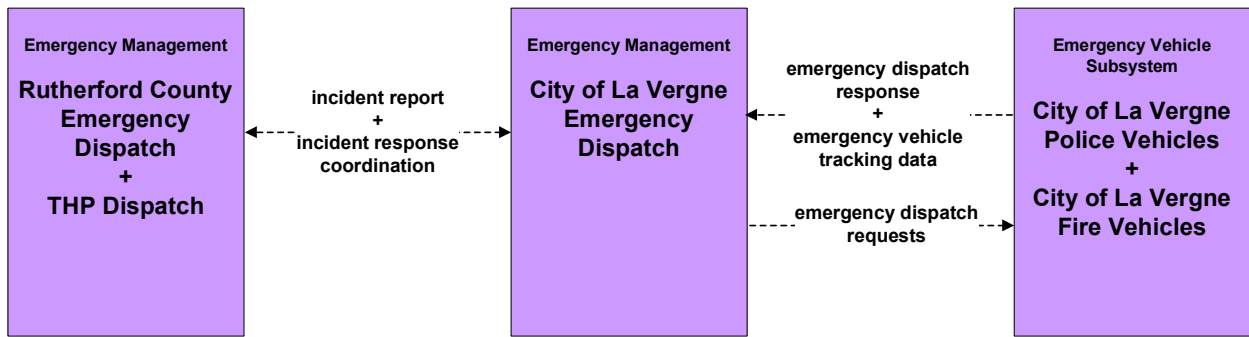 Emergency Management
Rutherford County
Emergency
Dispatch
+
THP Dispatch
incident report
+
incident response
coordination
Emergency Management
City of La Vergne
Emergency
Dispatch
emergency dispatch
response
+
emergency vehicle
tracking data
emergency dispatch
requests
Emergency Vehicle
Subsystem
City of La Vergne
Police Vehicles
+
City of La Vergne
Fire Vehicles